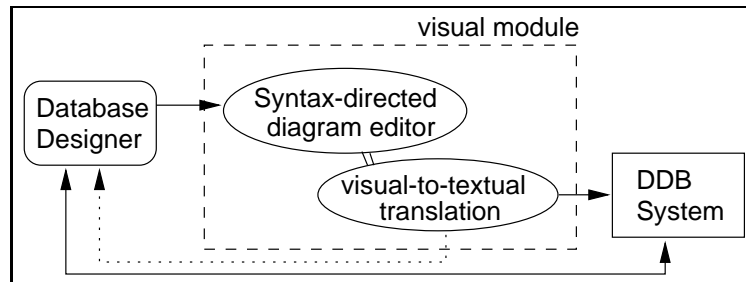 visual module
Database
Designer
Syntax-directed
diagram editor
visual-to-textual
translation
DDB
System